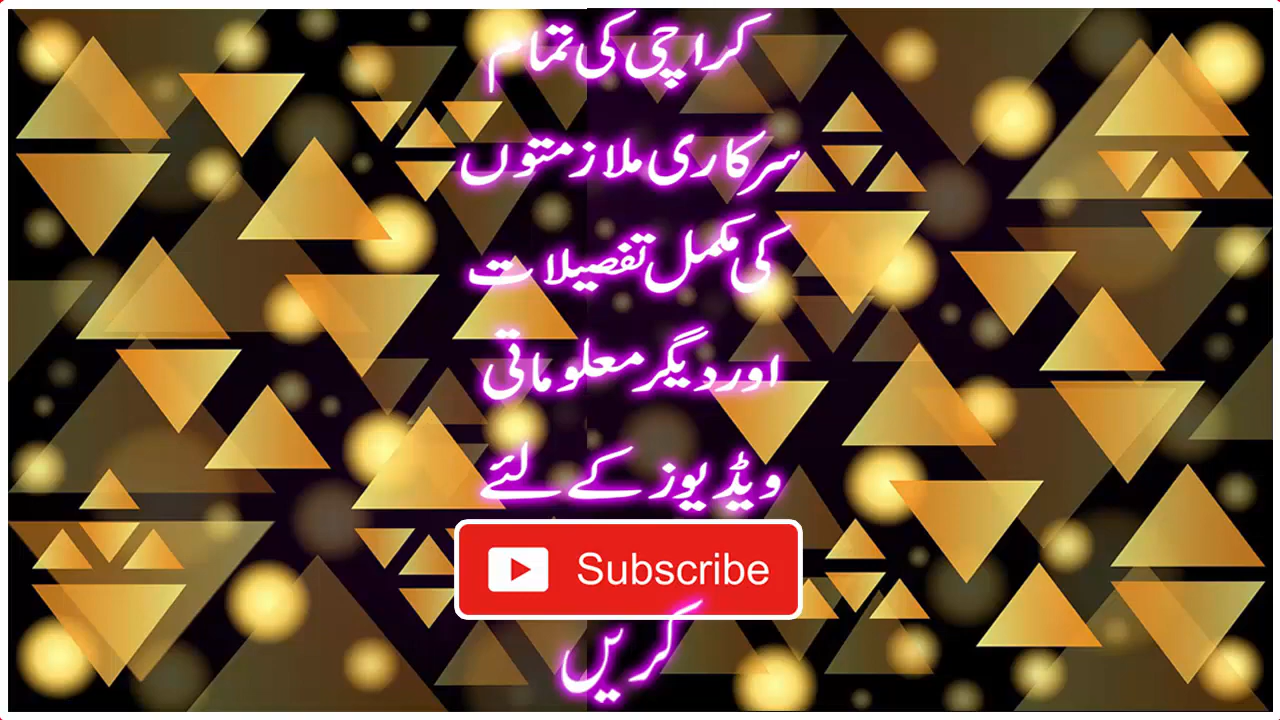 کراچی کی تمام
سرکاری ملازمتوں
کی مکمل تفصیلات
اور دیگر معلوماتی
ویڈیوز کے لئے
Subscribe
کریں